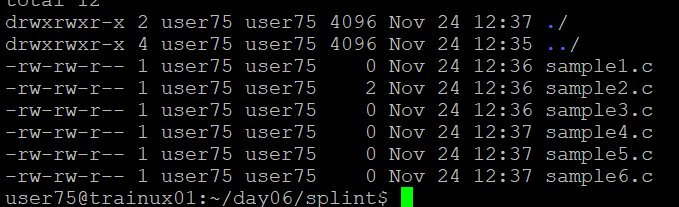 total 12
drwxrwxr-x 2 user75 user75 4096 Nov 24 12:37 ./
drwxrwxr-x 4 user75 user75 4096 Nov 24 12:35 ../
-rw-rw-r-- 1 user75 user75    0 Nov 24 12:36 sample1.c
-rw-rw-r-- 1 user75 user75    2 Nov 24 12:36 sample2.c
-rw-rw-r-- 1 user75 user75    0 Nov 24 12:36 sample3.c
-rw-rw-r-- 1 user75 user75    0 Nov 24 12:37 sample4.c
-rw-rw-r-- 1 user75 user75    0 Nov 24 12:37 sample5.c
-rw-rw-r-- 1 user75 user75    0 Nov 24 12:37 sample6.c
user75@trainux01:~/day06/splint$